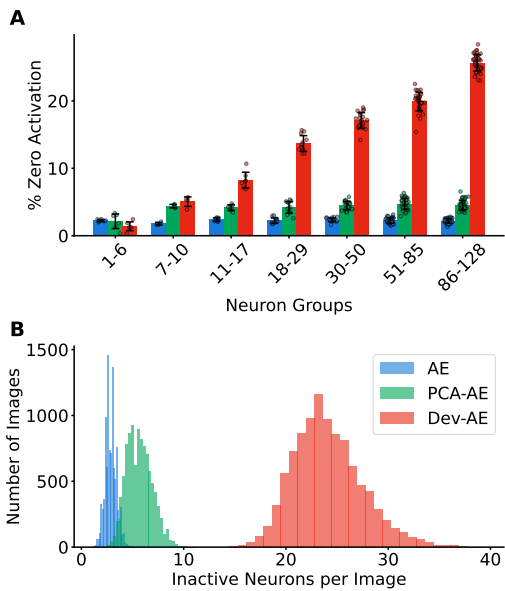 A
% Zero Activation
20
10
0
1-6
7-10
11-17
18-29
30-50
51-85
86-128
Neuron Groups
B
Number of Images
1500
1000
500
0
AE
PCA-AE
Dev-AE
0
10
20
30
40
Inactive Neurons per Image